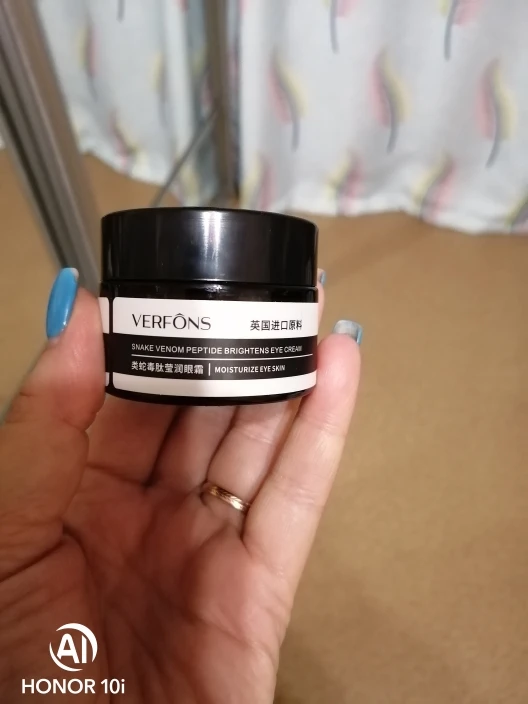 VERFÔNS 英国进口原料
SNAKE VENOM PEPTIDE BRIGHTENS EYE CREAM
类蛇毒肽莹润眼霜 | MOISTURIZE EYE SKIN
AI
HONOR 10i